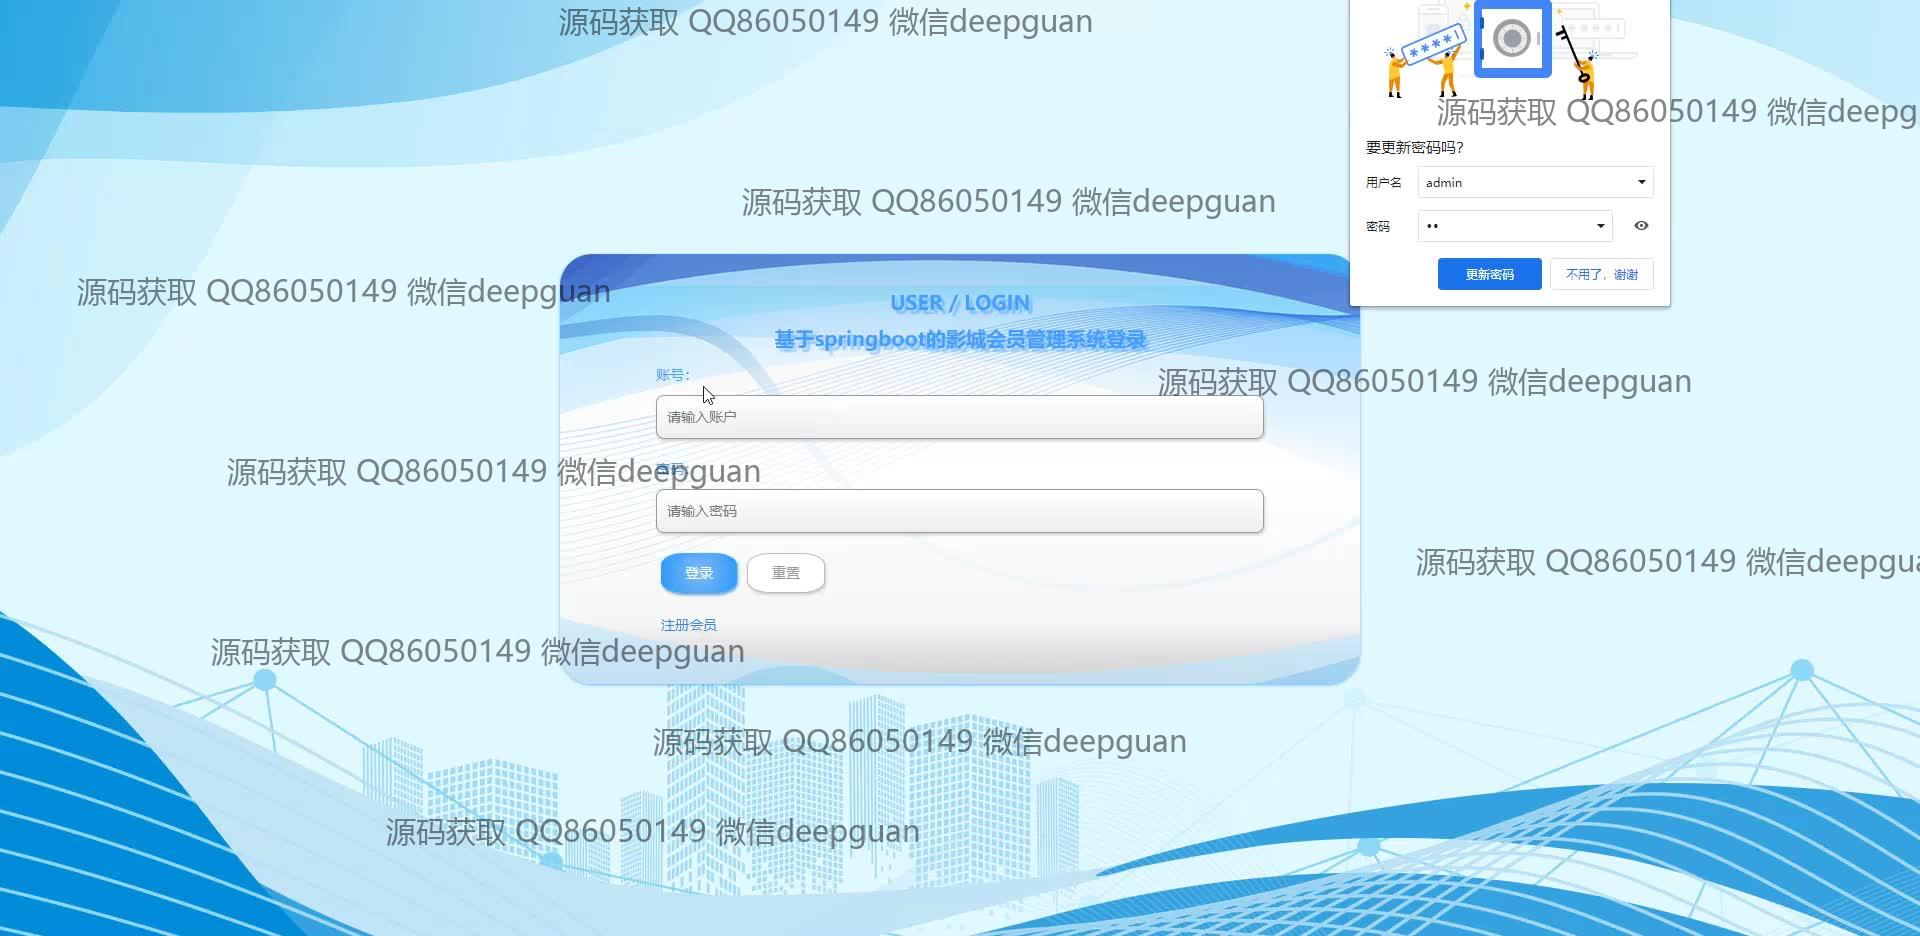 源码获取 QQ86050149 微信deepguan
源码获取 QQ86050149 微信deepg
要更新密码吗?
用户名
admin
密码
••
更新密码
不用了，谢谢
源码获取 QQ86050149 微信deepguan
源码获取 QQ86050149 微信deepguan
USER / LOGIN
基于springboot的影城会员管理系统登录
账号:
源码获取 QQ86050149 微信deepguan
请输入账户
密码:
源码获取 QQ86050149 微信deepguan
请输入密码
源码获取 QQ86050149 微信deepgua
登录
重置
注册会员
源码获取 QQ86050149 微信deepguan
源码获取 QQ86050149 微信deepguan
源码获取 QQ86050149 微信deepguan